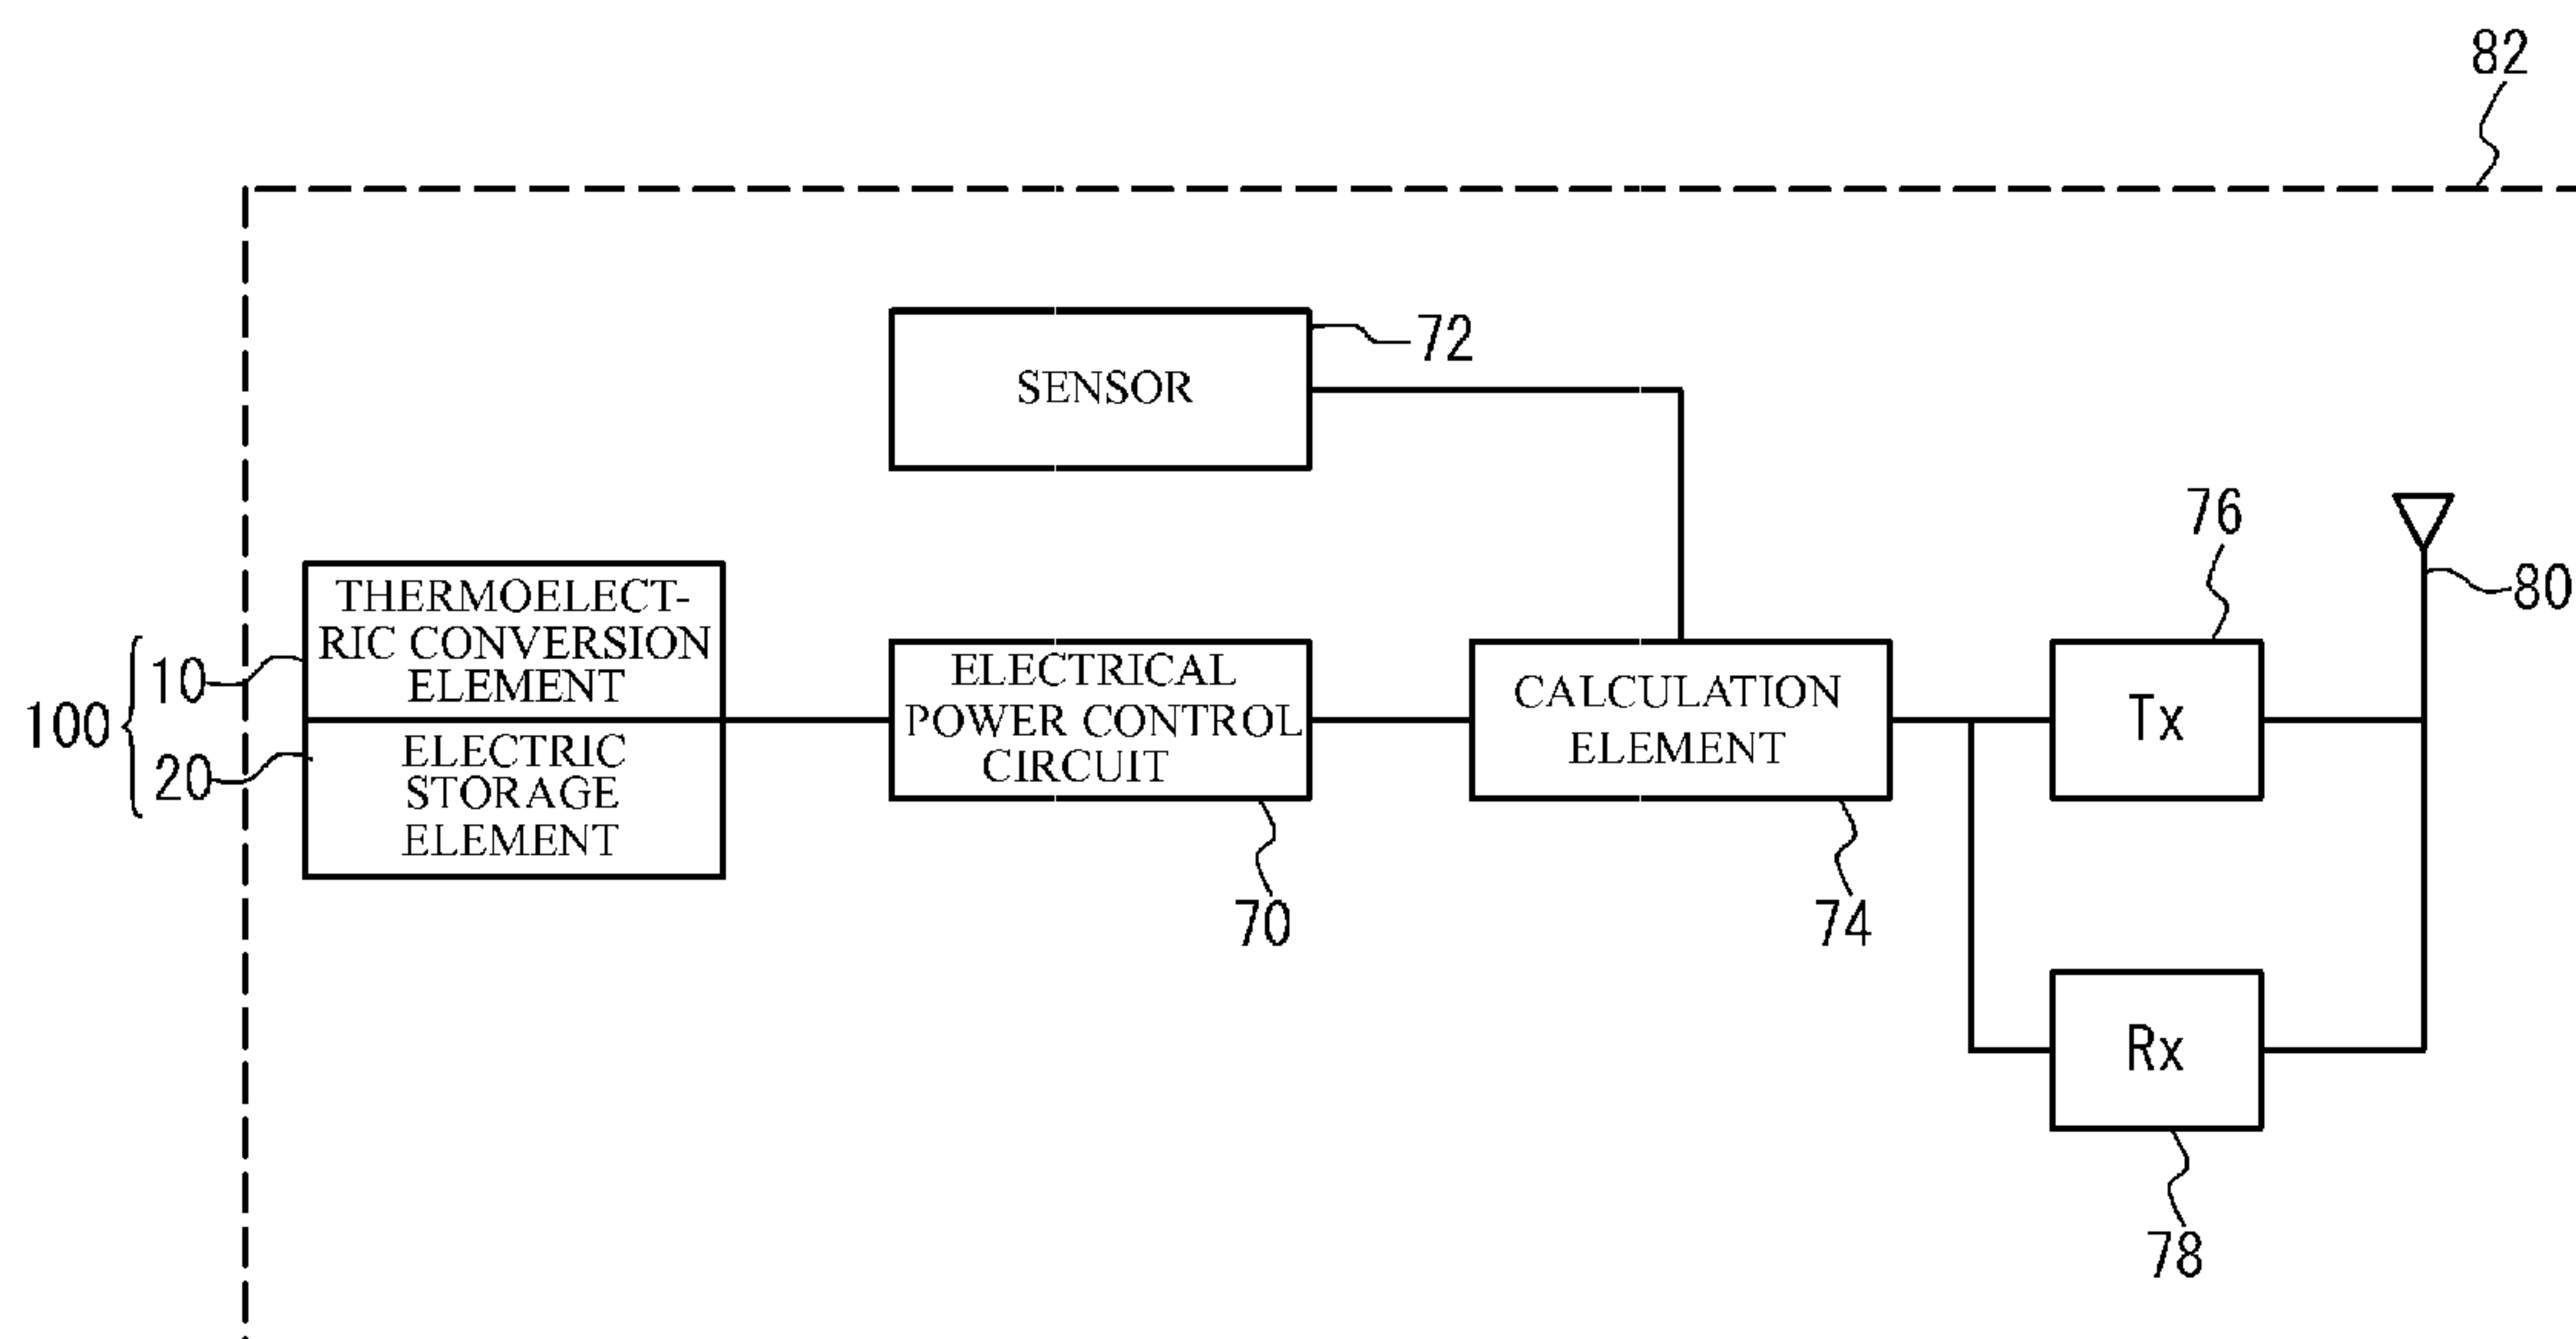 82
SENSOR
72
76
80
THERMOELECT-
RIC CONVERSION
ELEMENT
10
100
20
ELECTRIC
STORAGE
ELEMENT
ELECTRICAL
POWER CONTROL
CIRCUIT
70
CALCULATION
ELEMENT
74
Tx
Rx
78